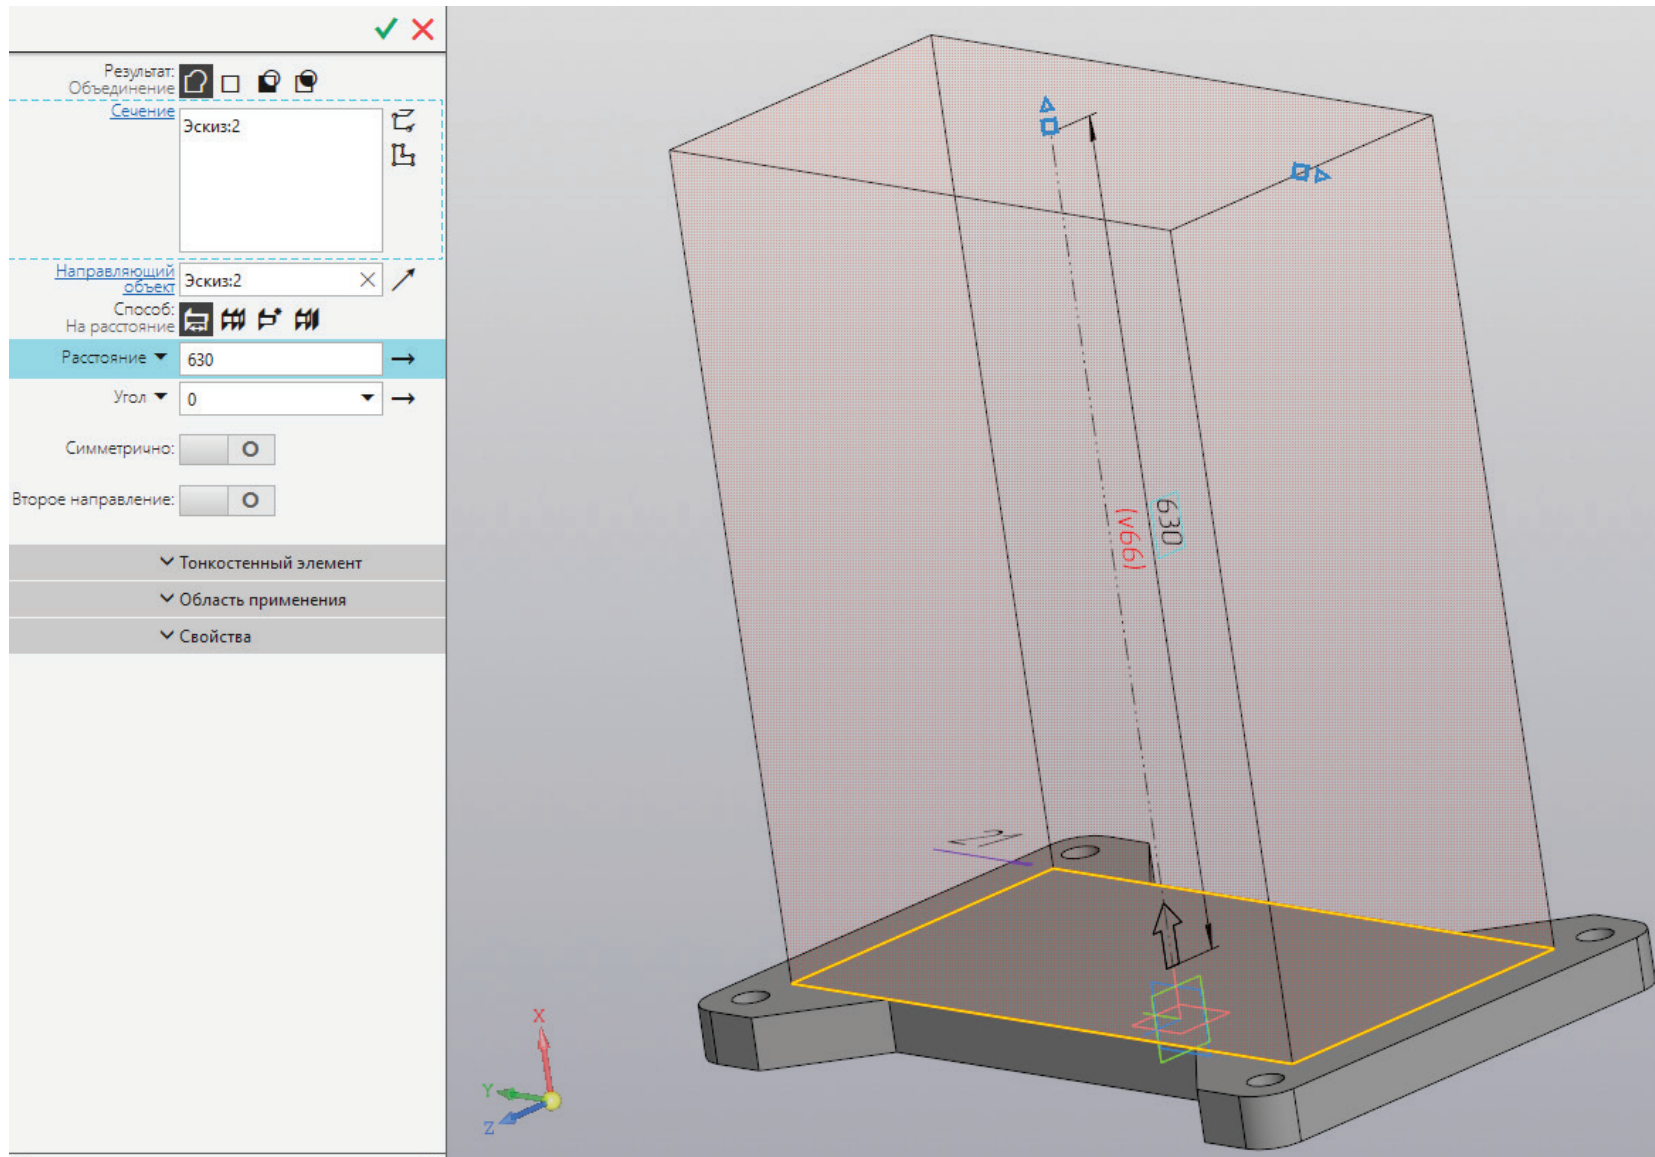 Результат:
Объединение
Сечение
Эскиз:2
Направляющий
объект
Эскиз:2
Способ:
На расстояние
Расстояние
630
Угол
0
Симметрично:
Второе направление:
Тонкостенный элемент
Область применения
Свойства
630
(v66)
X
Y
Z